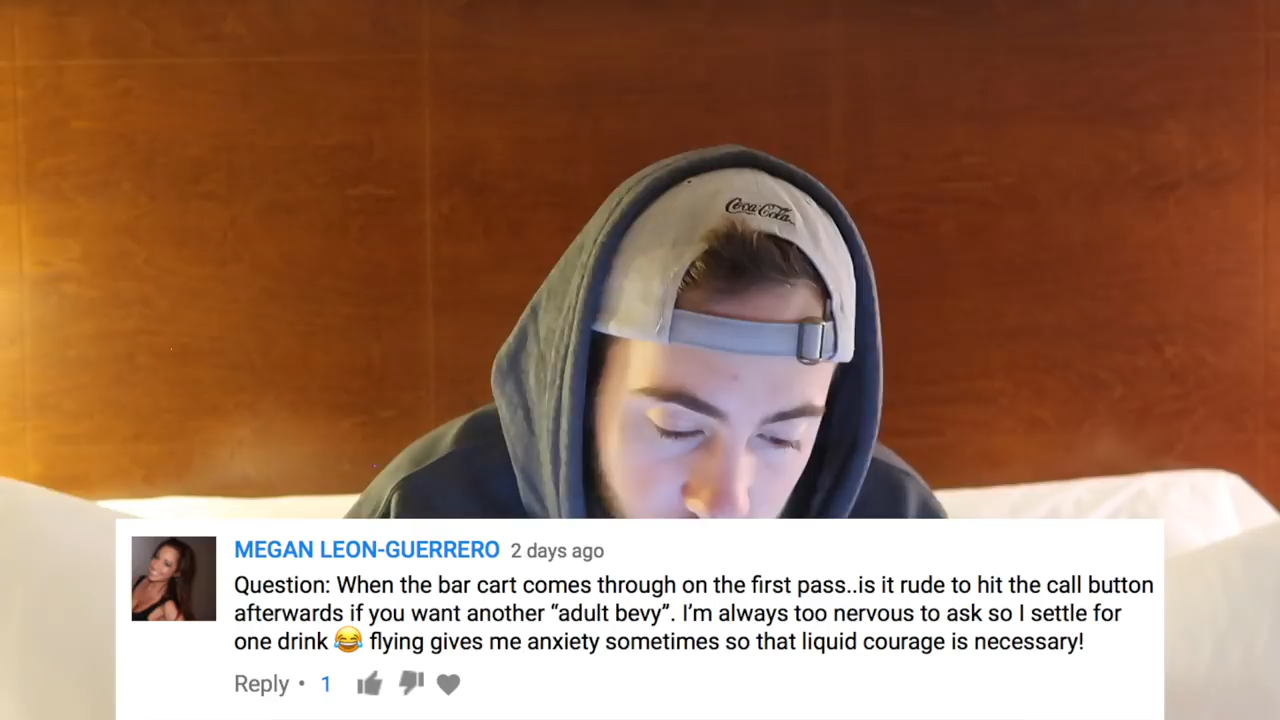 Coca-Cola
MEGAN LEON-GUERRERO 2 days ago
Question: When the bar cart comes through on the first pass..is it rude to hit the call button
afterwards if you want another “adult bevy”. I’m always too nervous to ask so I settle for
one drink 😂 flying gives me anxiety sometimes so that liquid courage is necessary!
Reply • 1